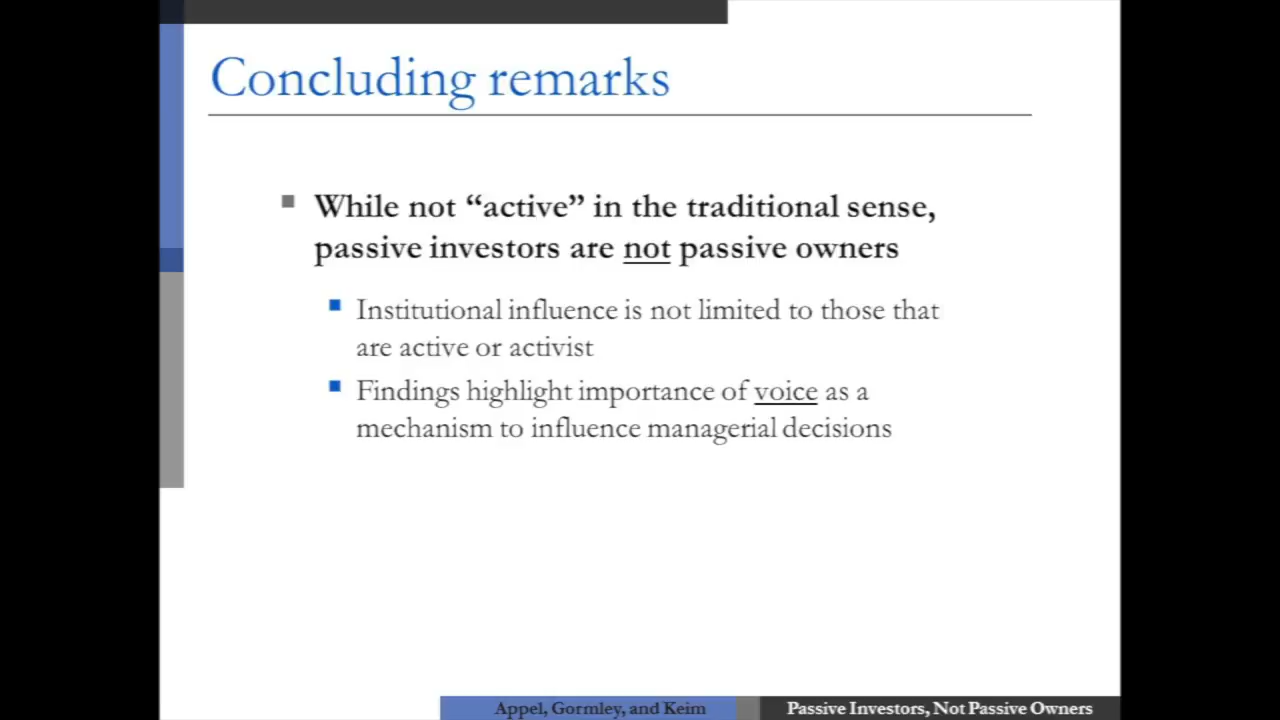 Concluding remarks
While not “active” in the traditional sense,
passive investors are not passive owners
Institutional influence is not limited to those that
are active or activist
Findings highlight importance of voice as a
mechanism to influence managerial decisions
Appel, Gormley, and Keim
Passive Investors, Not Passive Owners